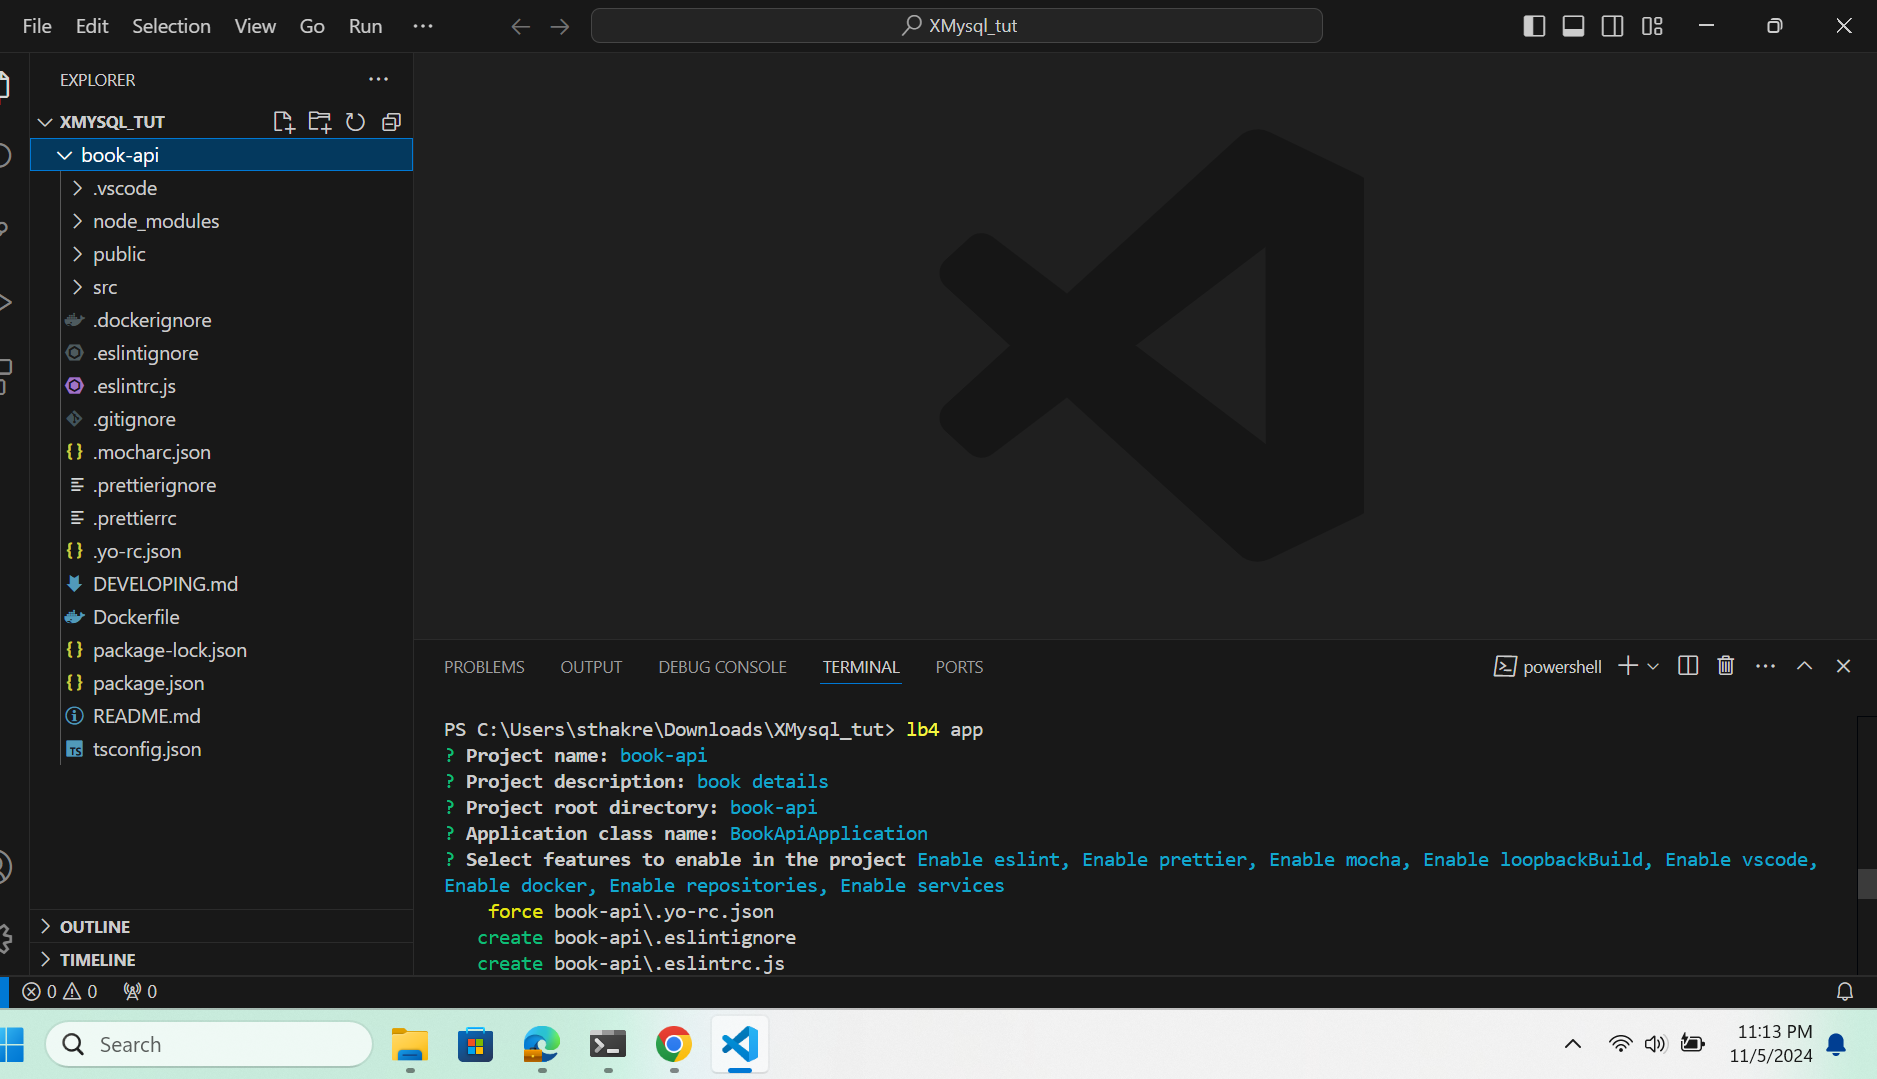 File Edit Selection View Go Run ···
XMysql_tut
EXPLORER
XMYSQL_TUT
book-api
.vscode
node_modules
public
src
.dockerignore
.eslintignore
.eslintrc.js
.gitignore
.mocharc.json
.prettierignore
.prettierrc
.yo-rc.json
DEVELOPING.md
Dockerfile
package-lock.json
package.json
README.md
TS tsconfig.json
OUTLINE
TIMELINE
PROBLEMS OUTPUT DEBUG CONSOLE TERMINAL PORTS
powershell
PS C:\Users\sthakre\Downloads\XMysql_tut> lb4 app
? Project name: book-api
? Project description: book details
? Project root directory: book-api
? Application class name: BookApiApplication
? Select features to enable in the project Enable eslint, Enable prettier, Enable mocha, Enable loopbackBuild, Enable vscode,
Enable docker, Enable repositories, Enable services
force book-api\.yo-rc.json
create book-api\.eslintignore
create book-api\.eslintrc.js
0 0 0
Search
11:13 PM
11/5/2024